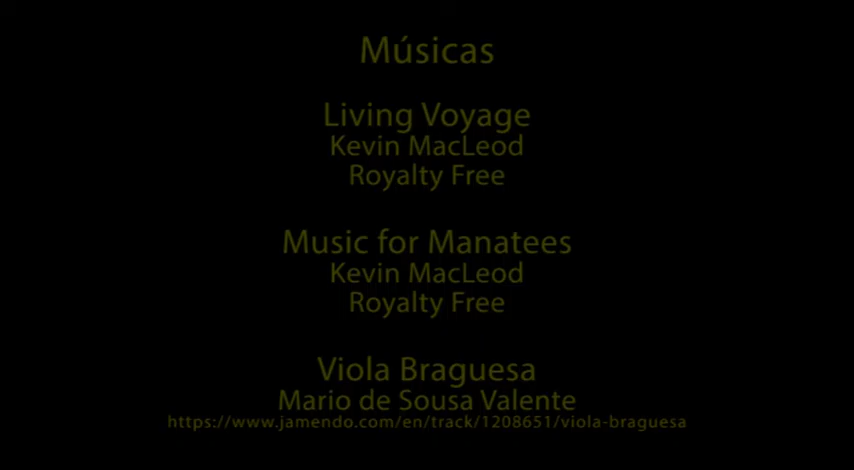 Músicas
Living Voyage
Kevin MacLeod
Royalty Free
Music for Manatees
Kevin MacLeod
Royalty Free
Viola Braguesa
Mario de Sousa Valente
https://www.jamendo.com/en/track/1208651/viola-braguesa